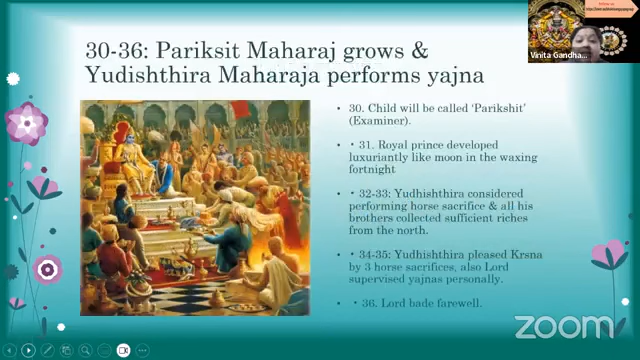 30-36: Pariksit Maharaj grows &
Yudishthira Maharaja performs yajna
• 30. Child will be called 'Parikshit'
(Examiner).
• • 31. Royal prince developed
luxuriantly like moon in the waxing
fortnight
• • 32-33: Yudhishthira considered
performing horse sacrifice & all his
brothers collected sufficient riches
from the north.
• • 34-35: Yudhishthira pleased Krsna
by 3 horse sacrifices, also Lord
supervised yajnas personally.
• • 36. Lord bade farewell.
Vinita Gandha...
zoom